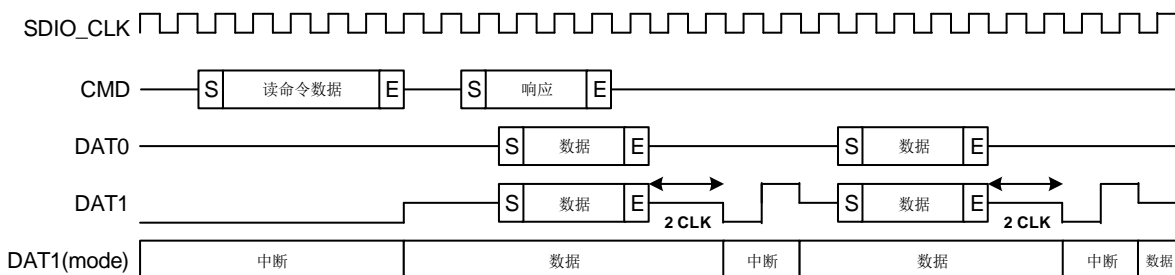 SDIO_CLK
CMD S 读命令数据 E S 响应 E
DAT0 S 数据 E S 数据 E
DAT1 S 数据 E S 数据 E
2 CLK 2 CLK
DAT1(mode) 中断 数据 中断 数据 中断 数据